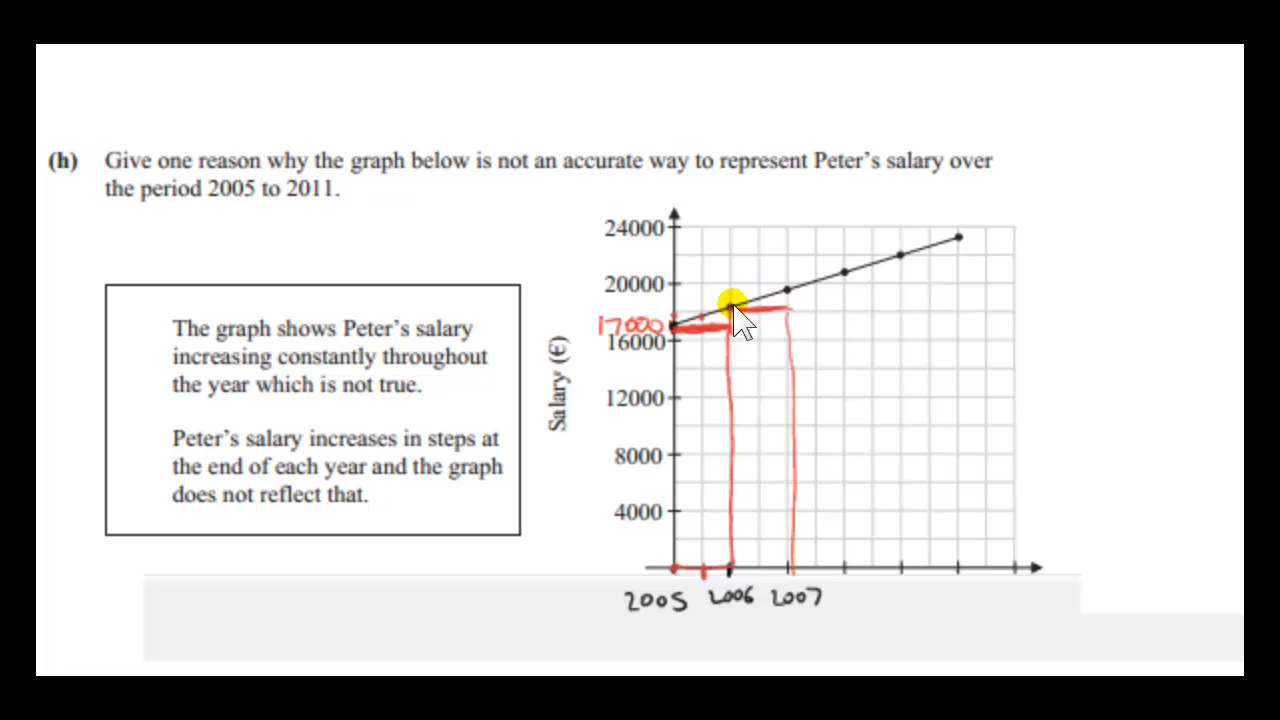 (h) Give one reason why the graph below is not an accurate way to represent Peter's salary over
the period 2005 to 2011.
The graph shows Peter's salary
increasing constantly throughout
the year which is not true.
Peter's salary increases in steps at
the end of each year and the graph
does not reflect that.
Salary (€)
24000
20000
17000
16000
12000
8000
4000
2005 2006 2007